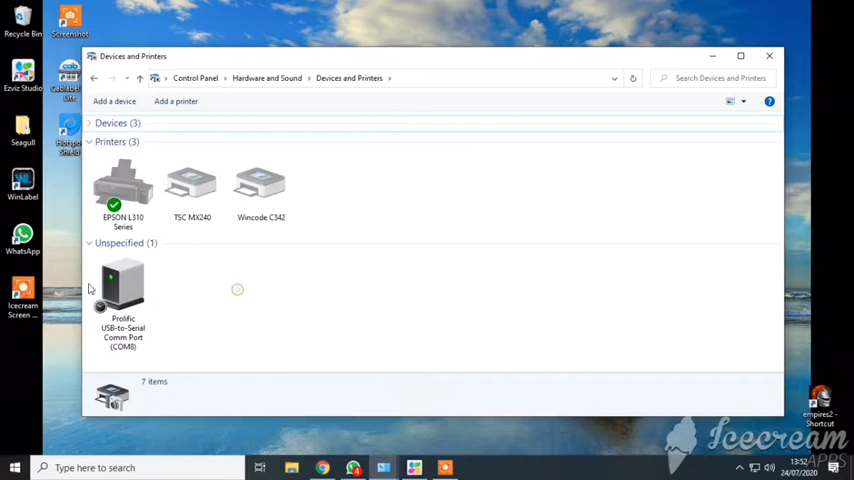 Recycle Bin
Screenshot
Ezviz Studio
Cablabel
Lite
Seagull
Hotspot
Shield
WinLabel
WhatsApp
Icecream
Screen ...
Devices and Printers
Control Panel > Hardware and Sound > Devices and Printers >
Search Devices and Printers
Add a device
Add a printer
Devices (3)
Printers (3)
EPSON L310
Series
TSC MX240
Wincode C342
Unspecified (1)
Prolific
USB-to-Serial
Comm Port
(COM8)
7 items
empires2 -
Shortcut
Icecream
APPS
Type here to search
4
13:52
24/07/2020